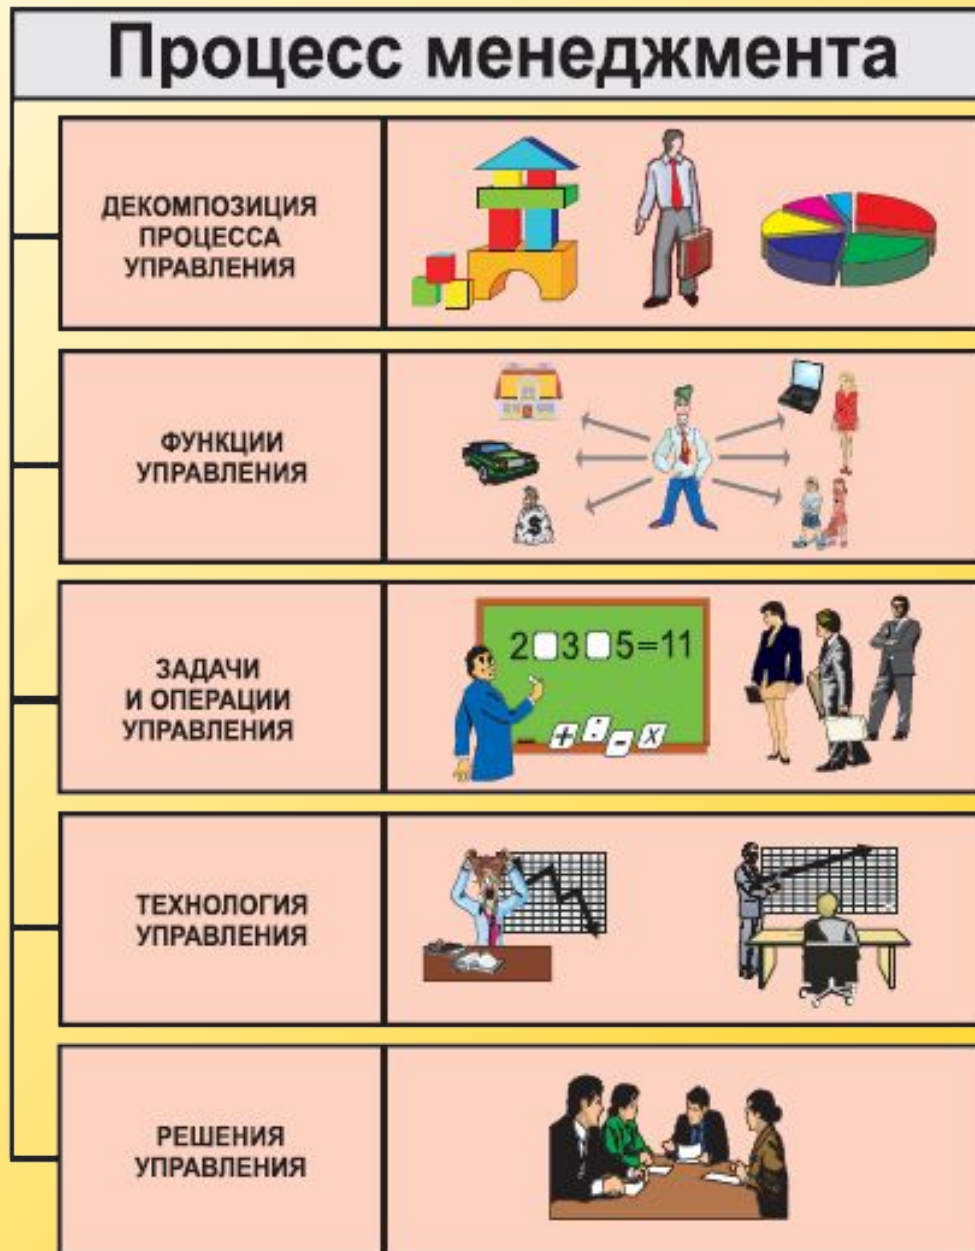 Процесс менеджмента
ДЕКОМПОЗИЦИЯ
ПРОЦЕССА
УПРАВЛЕНИЯ
ФУНКЦИИ
УПРАВЛЕНИЯ
$
ЗАДАЧИ
И ОПЕРАЦИИ
УПРАВЛЕНИЯ
2□3□5=11
+ : - x
ТЕХНОЛОГИЯ
УПРАВЛЕНИЯ
РЕШЕНИЯ
УПРАВЛЕНИЯ